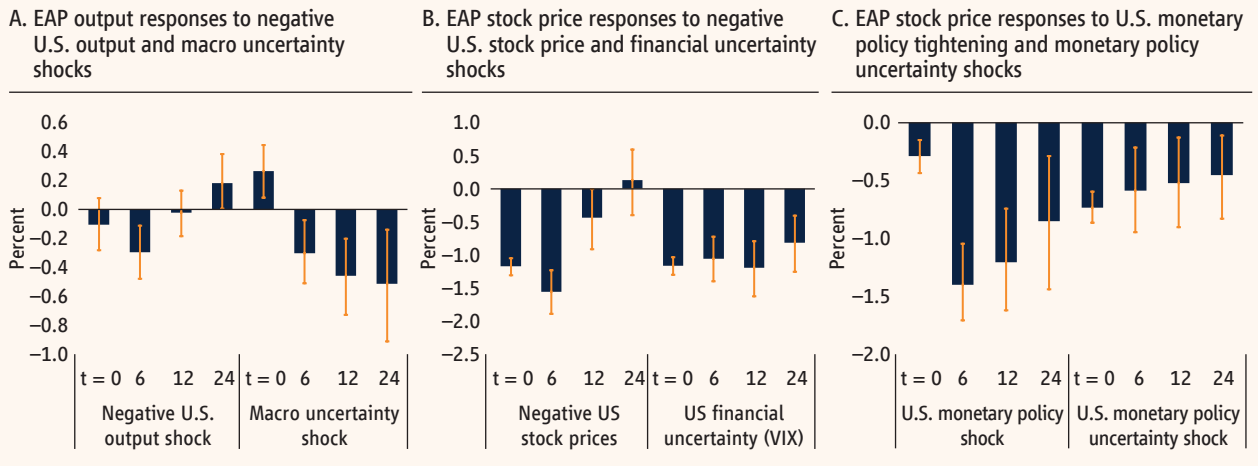 A. EAP output responses to negative
U.S. output and macro uncertainty
shocks
Percent
0.6
0.4
0.2
0.0
−0.2
−0.4
−0.6
−0.8
−1.0
t = 0 6 12 24 t = 0 6 12 24
Negative U.S.
output shock
Macro uncertainty
shock
B. EAP stock price responses to negative
U.S. stock price and financial uncertainty
shocks
Percent
1.0
0.5
0.0
−0.5
−1.0
−1.5
−2.0
−2.5
t = 0 6 12 24 t = 0 6 12 24
Negative US
stock prices
US financial
uncertainty (VIX)
C. EAP stock price responses to U.S. monetary
policy tightening and monetary policy
uncertainty shocks
Percent
0.0
−0.5
−1.0
−1.5
−2.0
t = 0 6 12 24 t = 0 6 12 24
U.S. monetary policy
shock
U.S. monetary policy
uncertainty shock